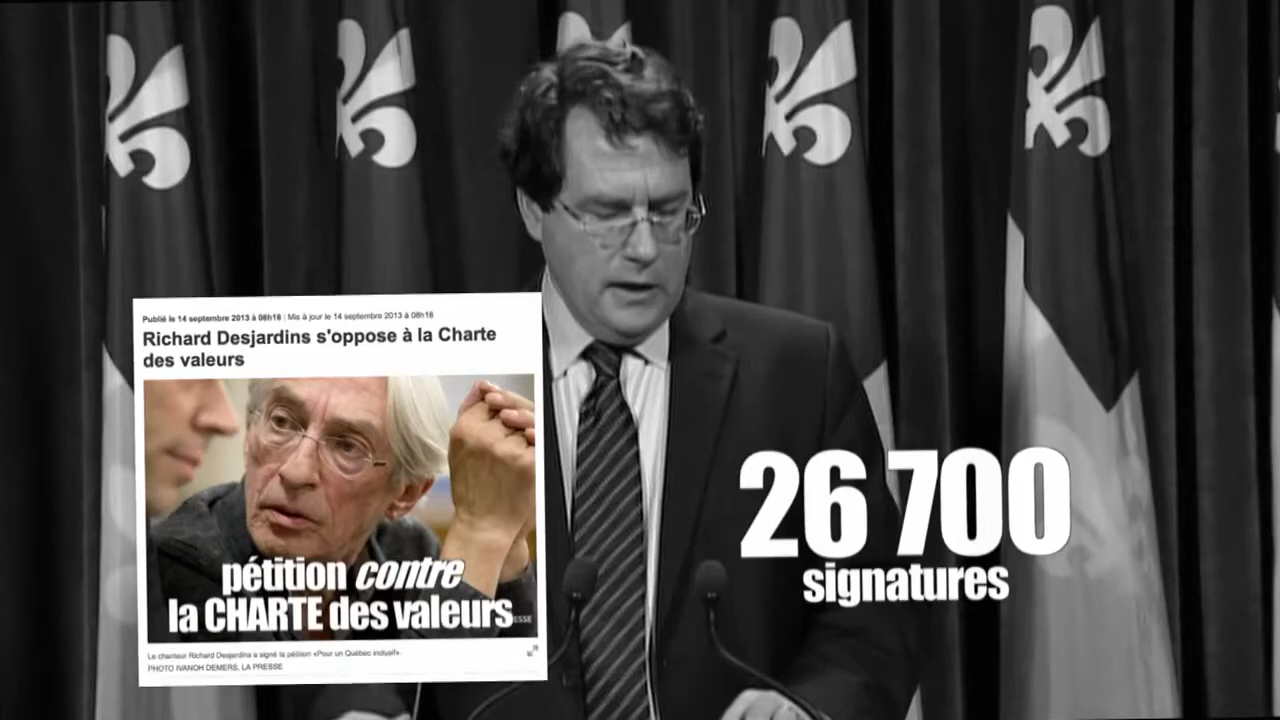 Publié le 14 septembre 2013 à 08h18 | Mis à jour le 14 septembre 2013 à 08h18
Richard Desjardins s'oppose à la Charte
des valeurs
pétition contre
la CHARTE des valeurs
ESSE
Le chanteur Richard Desjardins a signé la pétition «Pour un Québec inclusif».
PHOTO IVANOH DEMERS, LA PRESSE
26 700
signatures